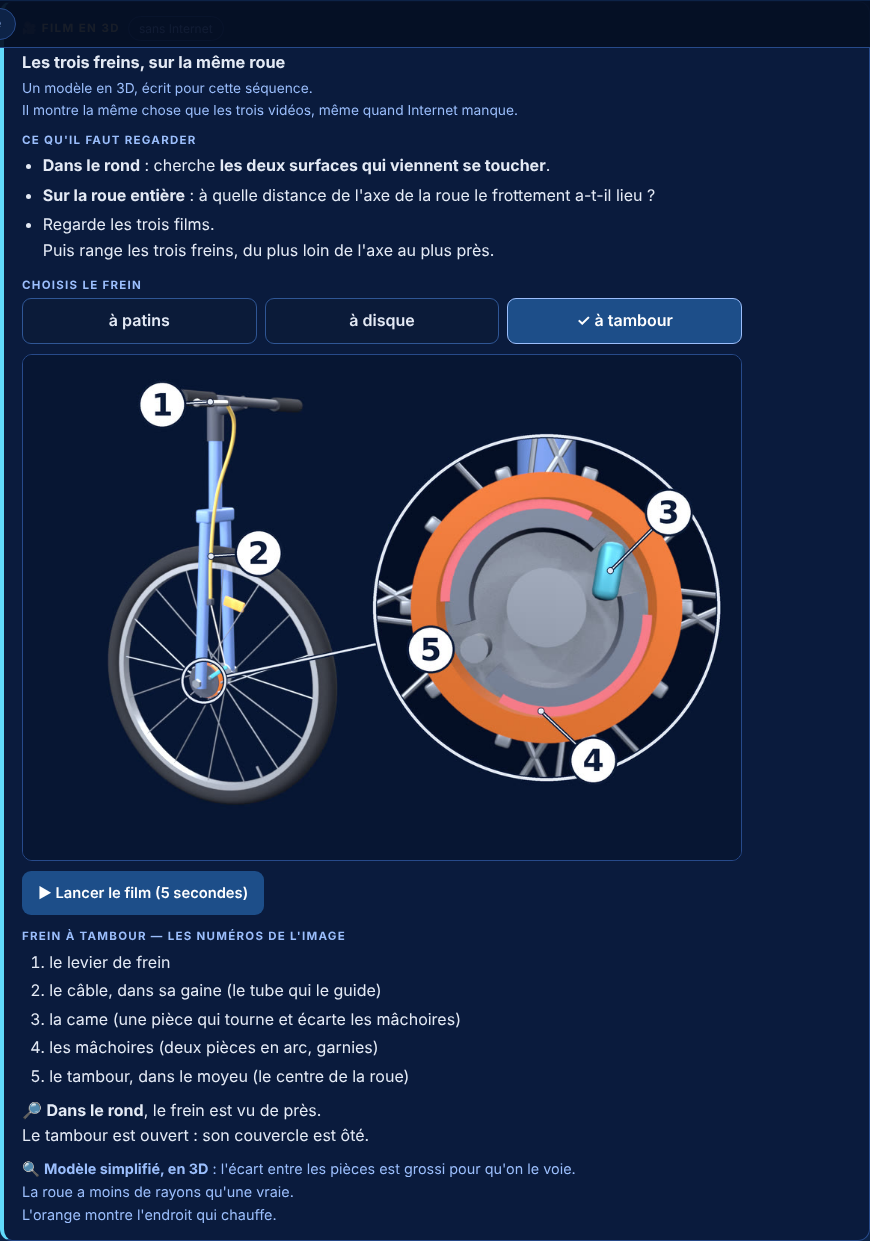 FILM EN 3D sans Internet
Les trois freins, sur la même roue
Un modèle en 3D, écrit pour cette séquence.
Il montre la même chose que les trois vidéos, même quand Internet manque.
CE QU'IL FAUT REGARDER
• Dans le rond : cherche les deux surfaces qui viennent se toucher.
• Sur la roue entière : à quelle distance de l'axe de la roue le frottement a-t-il lieu ?
• Regarde les trois films.
Puis range les trois freins, du plus loin de l'axe au plus près.
CHOISIS LE FREIN
à patins
à disque
✓ à tambour
1
2
3
5
4
▶ Lancer le film (5 secondes)
FREIN À TAMBOUR — LES NUMÉROS DE L'IMAGE
1. le levier de frein
2. le câble, dans sa gaine (le tube qui le guide)
3. la came (une pièce qui tourne et écarte les mâchoires)
4. les mâchoires (deux pièces en arc, garnies)
5. le tambour, dans le moyeu (le centre de la roue)
🔎 Dans le rond, le frein est vu de près.
Le tambour est ouvert : son couvercle est ôté.
🔍 Modèle simplifié, en 3D : l'écart entre les pièces est grossi pour qu'on le voie.
La roue a moins de rayons qu'une vraie.
L'orange montre l'endroit qui chauffe.